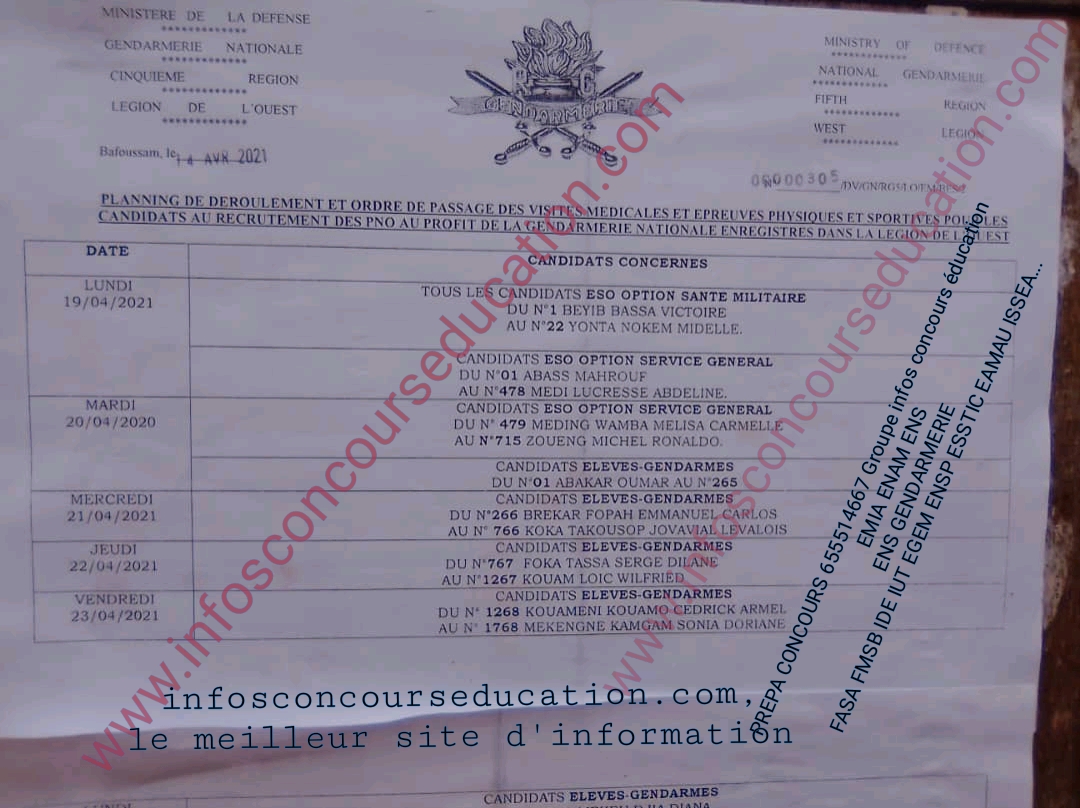 MINISTERE DE LA DEFENSE
***********
GENDARMERIE NATIONALE
***********
CINQUIEME REGION
***********
LEGION DE L'OUEST
***********
Bafoussam, le 14 AVR 2021
GENDARMERIE
MINISTRY OF DEFENCE
***********
NATIONAL GENDARMERIE
***********
FIFTH REGION
***********
WEST LEGION
***********
000305
PLANNING DE DEROULEMENT ET ORDRE DE PASSAGE DES VISITES MEDICALES ET EPREUVES PHYSIQUES ET SPORTIVES POUR LES
CANDIDATS AU RECRUTEMENT DES PNO AU PROFIT DE LA GENDARMERIE NATIONALE ENREGISTRES DANS LA LEGION DE L'OUEST
DATE
CANDIDATS CONCERNES
LUNDI
19/04/2021
TOUS LES CANDIDATS ESO OPTION SANTE MILITAIRE
DU N°1 BEYIB BASSA VICTOIRE
AU N°22 YONTA NOKEM MIDELLE.
CANDIDATS ESO OPTION SERVICE GENERAL
DU N°01 ABASS MAHROUF
AU N°478 MEDI LUCRESSE ABDELINE.
MARDI
20/04/2020
CANDIDATS ESO OPTION SERVICE GENERAL
DU N° 479 MEDING WAMBA MELISA CARMELLE
AU N°715 ZOUENG MICHEL RONALDO.
CANDIDATS ELEVES-GENDARMES
DU N°01 ABAKAR OUMAR AU N°265
MERCREDI
21/04/2021
CANDIDATS ELEVES-GENDARMES
DU N°266 BREKAR FOPAH EMMANUEL CARLOS
AU N° 766 KOKA TAKOUSOP JOVAVIAL LEVALOIS
JEUDI
22/04/2021
CANDIDATS ELEVES-GENDARMES
DU N°767 FOKA TASSA SERGE DILANE
AU N°1267 KOUAM LOIC WILFRIED
VENDREDI
23/04/2021
CANDIDATS ELEVES-GENDARMES
DU N° 1268 KOUAMENI KOUAMO CEDRICK ARMEL
AU N° 1768 MEKENGNE KAMGAM SONIA DORIANE
www.infosconcourseducation.com
www.infosconcourseducation.com
PREPA CONCOURS 655514667 Groupe infos concours éducation
EMIA ENAM ENS
ENS GENDARMERIE
FASA FMSB IDE IUT EGEM ENSP ESSTIC EAMAU ISSEA...
infosconcourseducation.com,
le meilleur site d'information
LUNDI
CANDIDATS ELEVES-GENDARMES